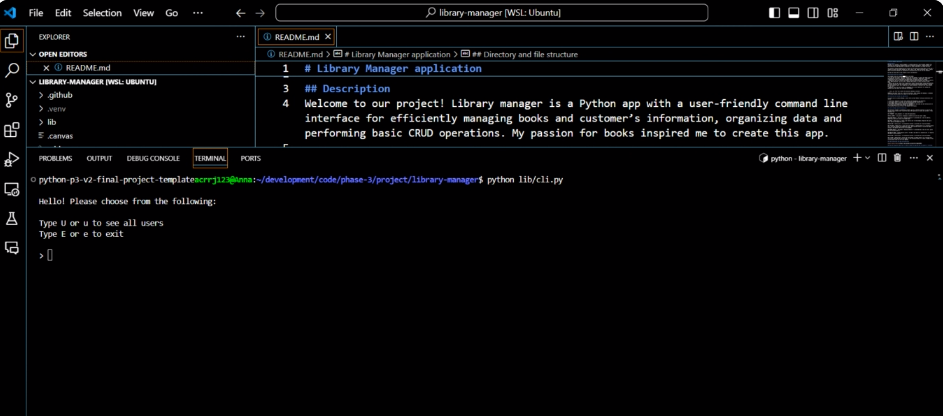 File Edit Selection View Go ··· library-manager [WSL: Ubuntu]
EXPLORER ···
OPEN EDITORS
README.md
LIBRARY-MANAGER [WSL: UBUNTU]
.github
.venv
lib
.canvas
README.md
README.md > # Library Manager application > ## Directory and file structure
1 # Library Manager application
3 ## Description
4 Welcome to our project! Library manager is a Python app with a user-friendly command line
interface for efficiently managing books and customer’s information, organizing data and
performing basic CRUD operations. My passion for books inspired me to create this app.
PROBLEMS OUTPUT DEBUG CONSOLE TERMINAL PORTS python - library-manager
python-p3-v2-final-project-templateacrrj123@Anna:~/development/code/phase-3/project/library-manager$ python lib/cli.py
Hello! Please choose from the following:
Type U or u to see all users
Type E or e to exit
>